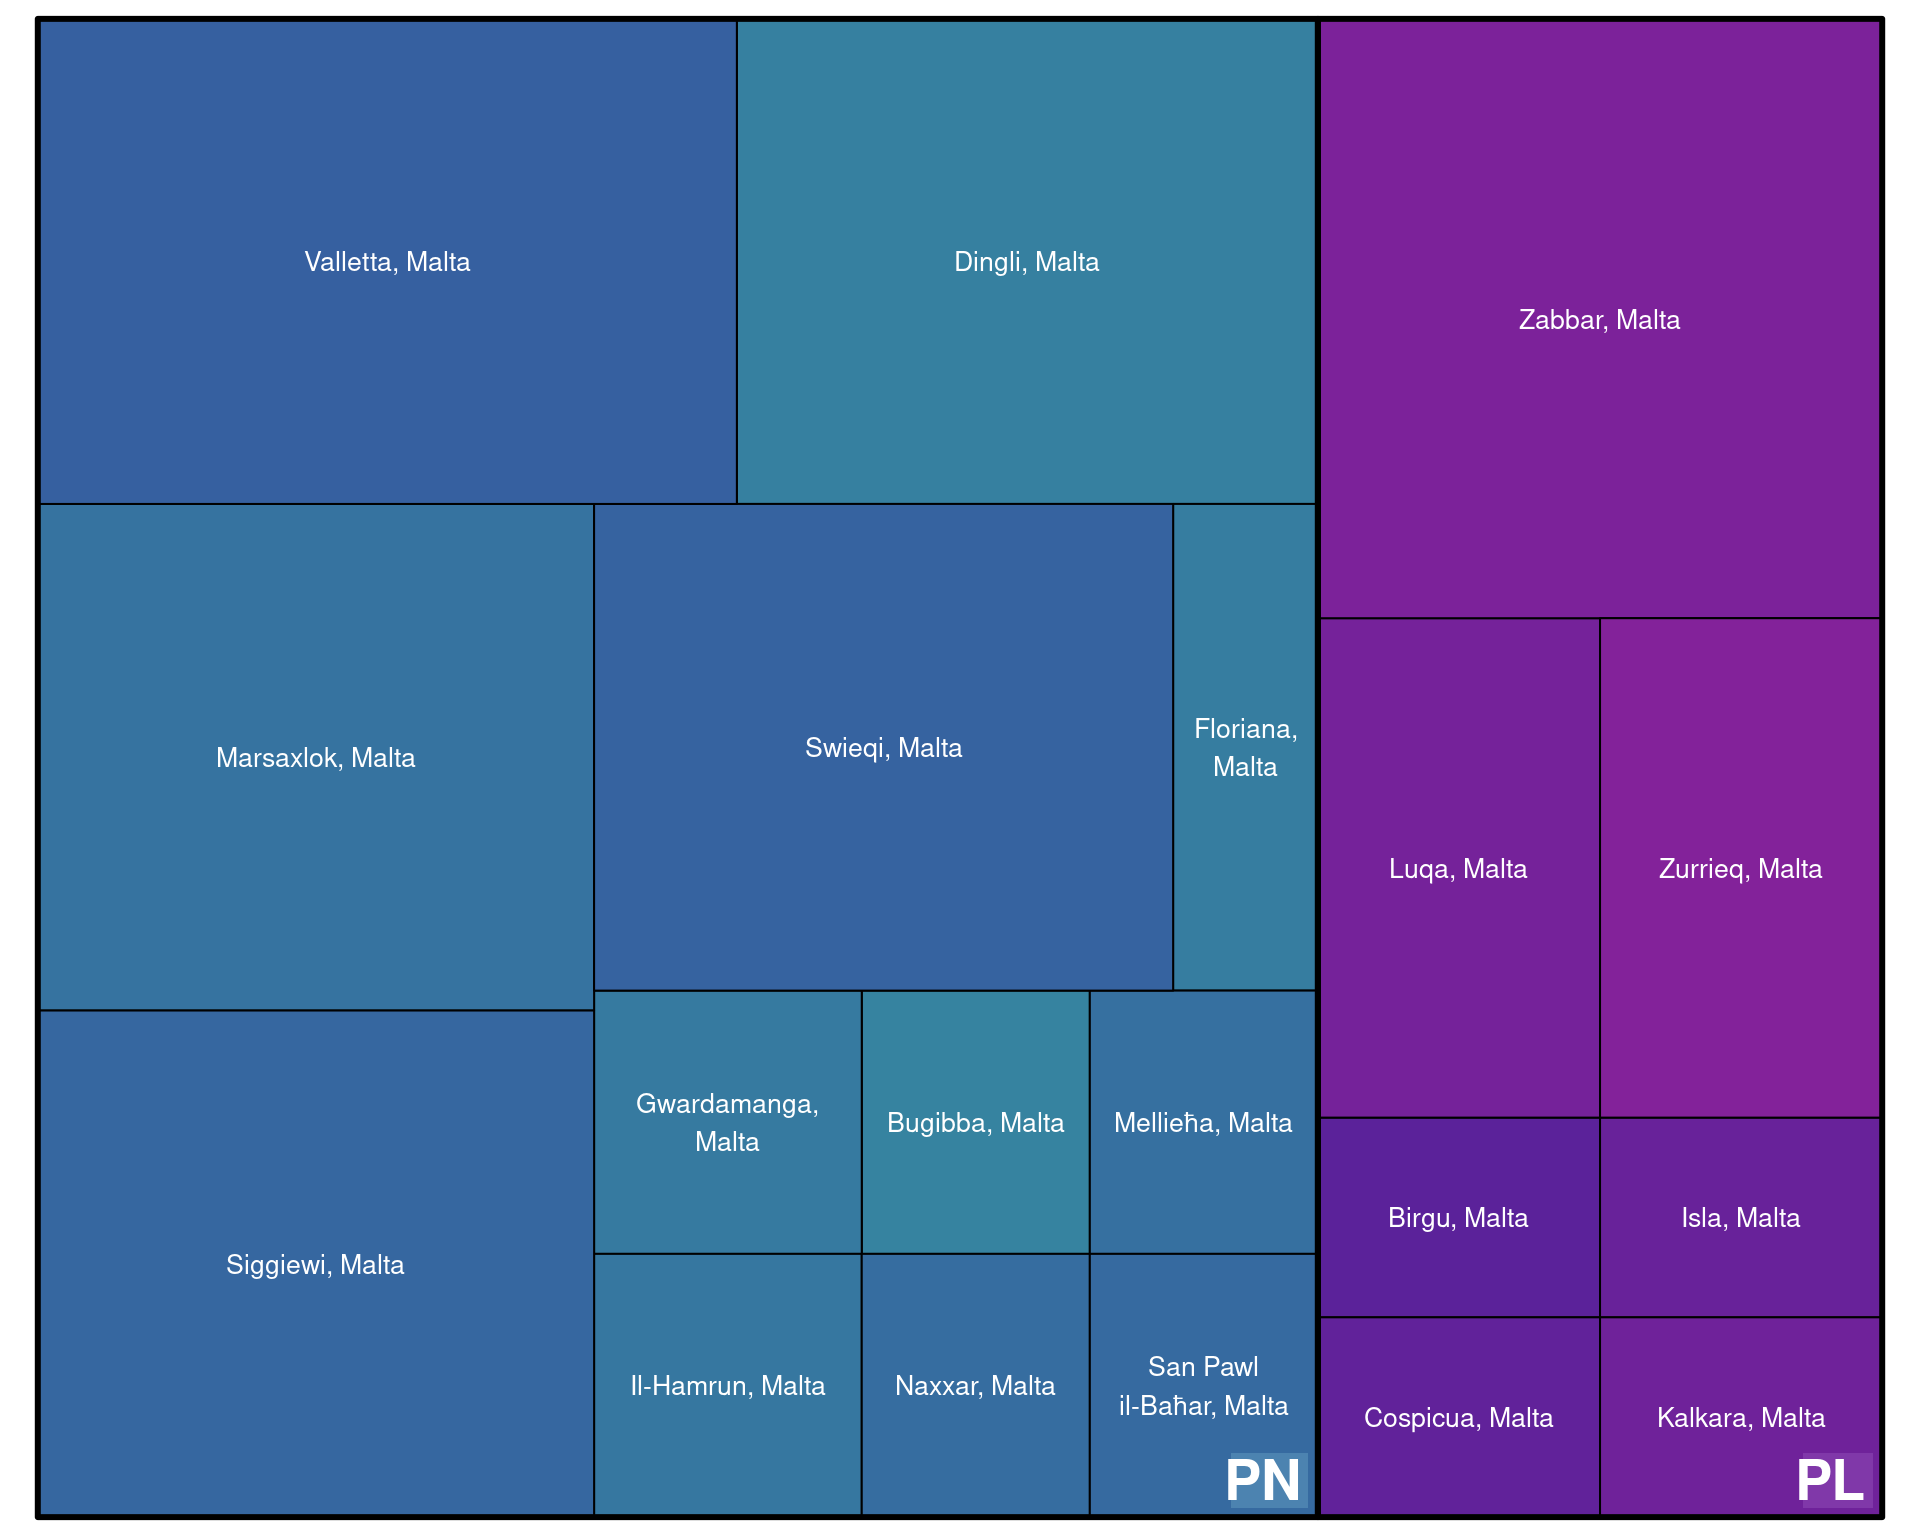 Valletta, Malta
Dingli, Malta
Zabbar, Malta
Marsaxlok, Malta
Swieqi, Malta
Floriana,
Malta
Luqa, Malta
Zurrieq, Malta
Siggiewi, Malta
Gwardamanga,
Malta
Bugibba, Malta
Mellieħa, Malta
Birgu, Malta
Isla, Malta
Il-Hamrun, Malta
Naxxar, Malta
San Pawl
il-Baħar, Malta
Cospicua, Malta
Kalkara, Malta
PN
PL